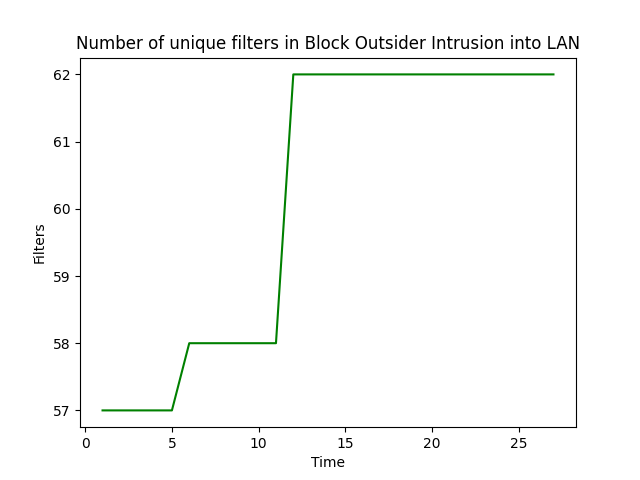 Number of unique filters in Block Outsider Intrusion into LAN
62
61
60
59
58
57
Filters
0 5 10 15 20 25
Time